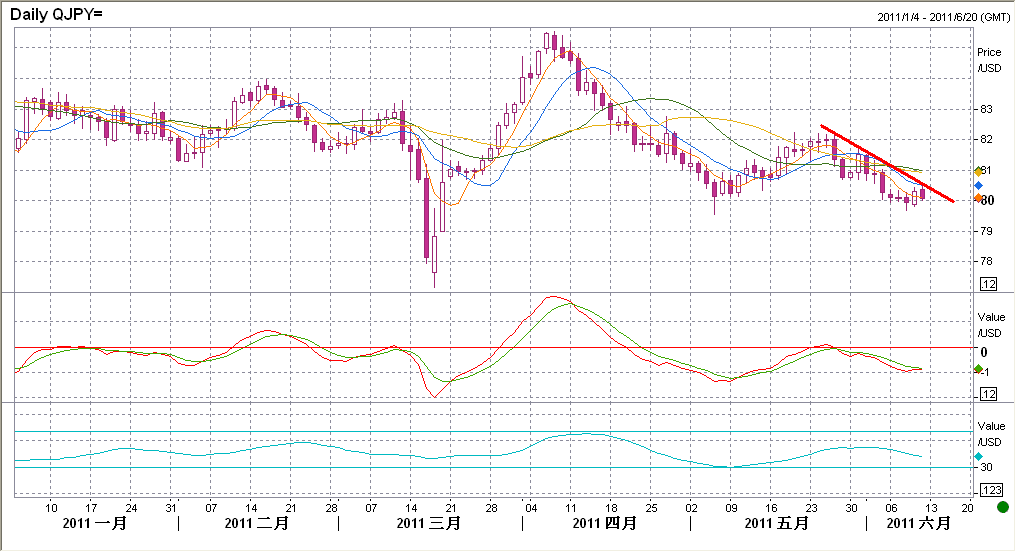 Daily QJPY=
2011/1/4 - 2011/6/20 (GMT)
Price
/USD
83
82
81
80
79
78
.12
Value
/USD
0
-1
.12
Value
/USD
30
.123
10 17 24 31 07 14 21 28 07 14 21 28 04 11 18 25 02 09 16 23 30 06 13 20
2011 一月 2011 二月 2011 三月 2011 四月 2011 五月 2011 六月